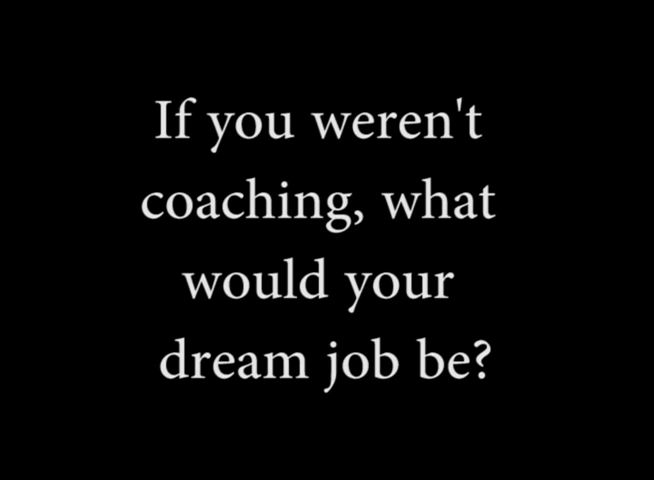 If you weren't
coaching, what
would your
dream job be?